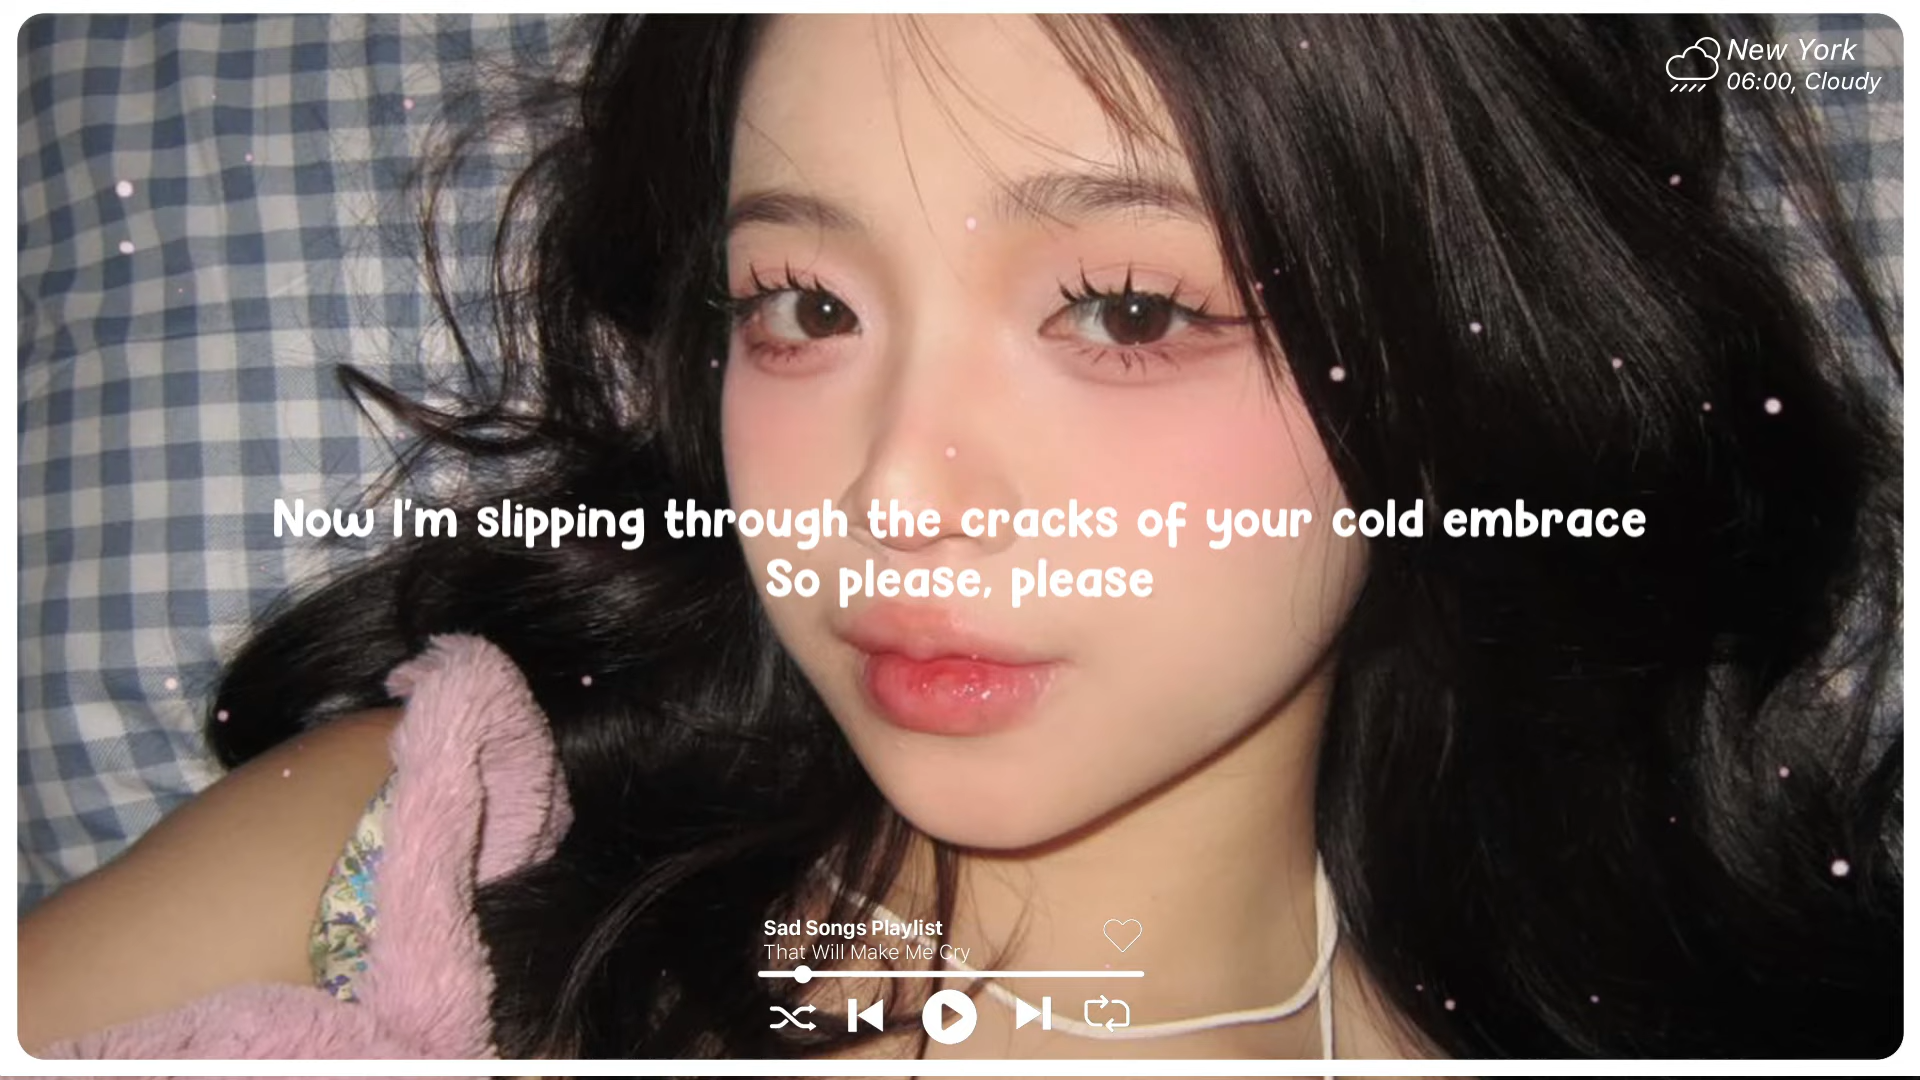 New York
06:00, Cloudy
Now I'm slipping through the cracks of your cold embrace
So please, please
Sad Songs Playlist
That Will Make Me Cry